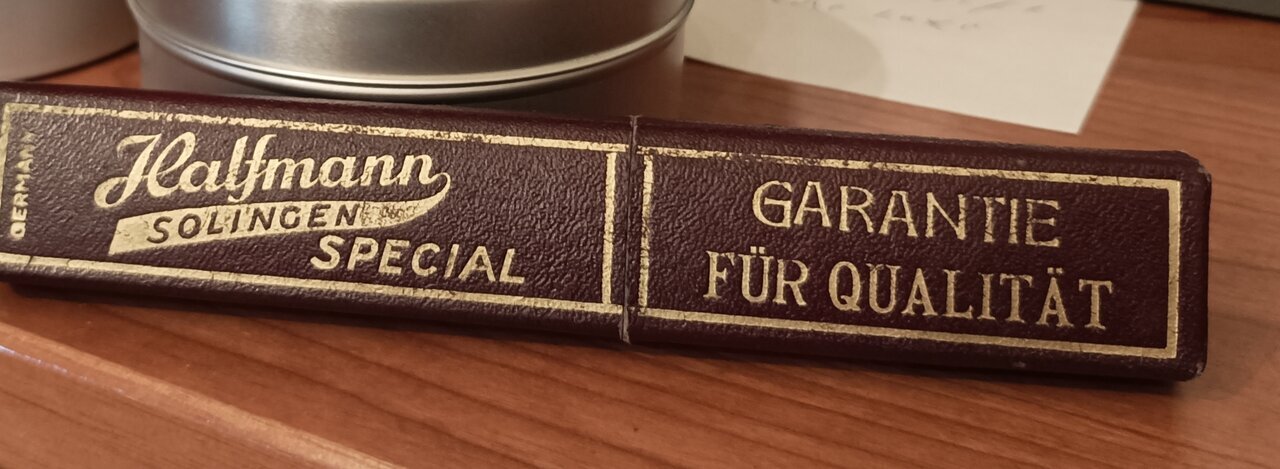 GERMANY
Halfmann
SOLINGEN
SPECIAL
GARANTIE
FÜR QUALITÄT